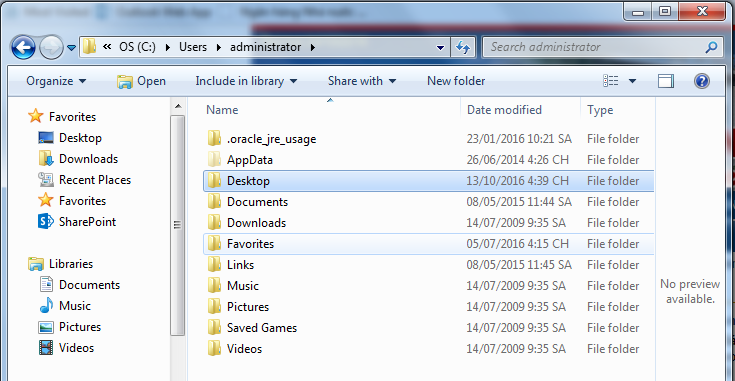 OS (C:) Users administrator
Search administrator
Organize Open Include in library Share with New folder
Favorites
Desktop
Downloads
Recent Places
Favorites
SharePoint
Libraries
Documents
Music
Pictures
Videos
Name Date modified Type
.oracle_jre_usage 23/01/2016 10:21 SA File folder
AppData 26/06/2014 4:26 CH File folder
Desktop 13/10/2016 4:39 CH File folder
Documents 08/05/2015 11:44 SA File folder
Downloads 14/07/2009 9:35 SA File folder
Favorites 05/07/2016 4:15 CH File folder
Links 08/05/2015 11:45 SA File folder
Music 14/07/2009 9:35 SA File folder
Pictures 14/07/2009 9:35 SA File folder
Saved Games 14/07/2009 9:35 SA File folder
Videos 14/07/2009 9:35 SA File folder
No preview
available.